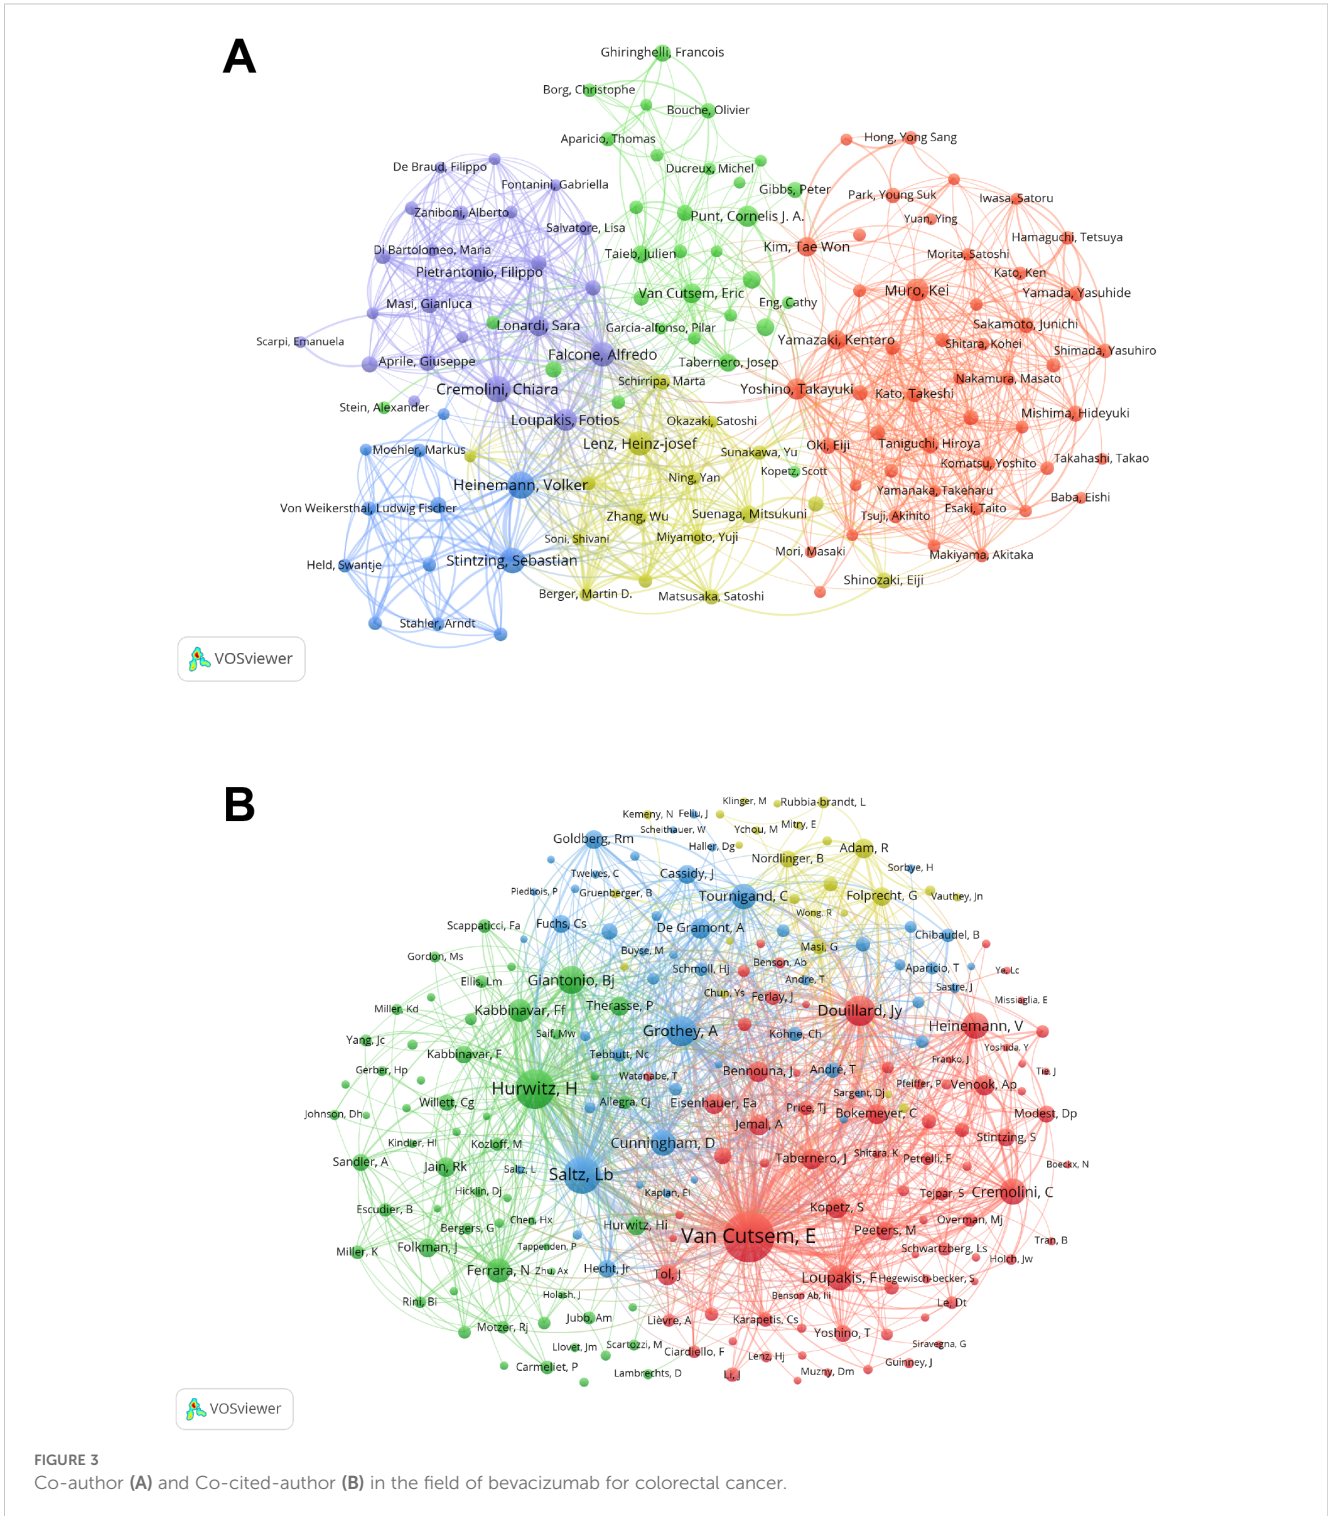 A
Ghiringhelli, Francois
Borg, Christophe
Bouche, Olivier
Aparicio, Thomas
Hong, Yong Sang
De Braud, Filippo
Ducreux, Michel
Fontanini, Gabriella
Gibbs, Peter
Park, Young Suk
Iwasa, Satoru
Zaniboni, Alberto
Punt, Cornelis J. A.
Yuan, Ying
Salvatore, Lisa
Hamaguchi, Tetsuya
Di Bartolomeo, Maria
Taieb, Julien
Kim, Tae Won
Morita, Satoshi
Pietrantonio, Filippo
Kato, Ken
Van Cutsem, Eric
Muro, Kei
Yamada, Yasuhide
Masi, Gianluca
Eng, Cathy
Lonardi, Sara
Garcia-alfonso, Pilar
Sakamoto, Junichi
Scarpi, Emanuela
Yamazaki, Kentaro
Shitara, Kohei
Shimada, Yasuhiro
Aprile, Giuseppe
Falcone, Alfredo
Tabernero, Josep
Schirripa, Marta
Nakamura, Masato
Cremolini, Chiara
Yoshino, Takayuki
Kato, Takeshi
Stein, Alexander
Mishima, Hideyuki
Loupakis, Fotios
Okazaki, Satoshi
Lenz, Heinz-josef
Oki, Eiji
Taniguchi, Hiroya
Moehler, Markus
Sunakawa, Yu
Takahashi, Takao
Kopetz, Scott
Komatsu, Yoshito
Heinemann, Volker
Ning, Yan
Yamanaka, Takeharu
Baba, Eishi
Von Weikersthal, Ludwig Fischer
Zhang, Wu
Suenaga, Mitsukuni
Tsuji, Akihito
Esaki, Taito
Soni, Shivani
Miyamoto, Yuji
Mori, Masaki
Makiyama, Akitaka
Held, Swantje
Stintzing, Sebastian
Shinozaki, Eiji
Berger, Martin D.
Matsusaka, Satoshi
Stahler, Arndt
VOSviewer
B
Klinger, M
Rubbia-brandt, L
Kemeny, N
Feliu, J
Scheithauer, W
Ychou, M
Mitry, E
Goldberg, Rm
Haller, Dg
Nordlinger, B
Adam, R
Twelves, C
Cassidy, J
Sorbye, H
Piedbois, P
Gruenberger, B
Tournigand, C
Folprecht, G
Vauthey, Jn
Wong, R
Scappaticci, Fa
Fuchs, Cs
De Gramont, A
Chibaudel, B
Gordon, Ms
Buyse, M
Masi, G
Schmoll, Hj
Benson, Ab
Aparicio, T
Ye, Lc
Ellis, Lm
Giantonio, Bj
Andre, T
Sastre, J
Chun, Ys
Ferlay, J
Missiaglia, E
Miller, Kd
Kabbinavar, Ff
Therasse, P
Douillard, Jy
Heinemann, V
Yang, Jc
Saif, Mw
Grothey, A
Köhne, Ch
Kabbinavar, F
Tebbutt, Nc
Yoshida, Y
Franko, J
Gerber, Hp
Watanabe, T
Bennouna, J
André, T
Tie, J
Hurwitz, H
Pfeiffer, P
Venook, Ap
Sargent, Dj
Johnson, Dh
Willett, Cg
Allegra, Cj
Eisenhauer, Ea
Price, Tj
Bokemeyer, C
Modest, Dp
Jemal, A
Kindler, Hl
Kozloff, M
Cunningham, D
Stintzing, S
Sandler, A
Jain, Rk
Saltz, L
Saltz, Lb
Tabernero, J
Shitara, K
Petrelli, F
Boeckx, N
Hicklin, Dj
Kaplan, El
Tejpar, S
Cremolini, C
Escudier, B
Bergers, G
Chen, Hx
Hurwitz, Hi
Kopetz, S
Overman, Mj
Miller, K
Folkman, J
Tappenden, P
Van Cutsem, E
Peeters, M
Tran, B
Schwartzberg, Ls
Holch, Jw
Ferrara, N
Zhu, Ax
Hecht, Jr
Tol, J
Loupakis, F
Hegewisch-becker, S
Rini, Bi
Holash, J
Benson Ab, Iii
Le, Dt
Motzer, Rj
Jubb, Am
Lièvre, A
Karapetis, Cs
Yoshino, T
Llovet, Jm
Scartozzi, M
Ciardiello, F
Lenz, Hj
Siravegna, G
Guinney, J
Carmeliet, P
Lambrechts, D
Li, J
Muzny, Dm
VOSviewer
FIGURE 3
Co-author (A) and Co-cited-author (B) in the field of bevacizumab for colorectal cancer.